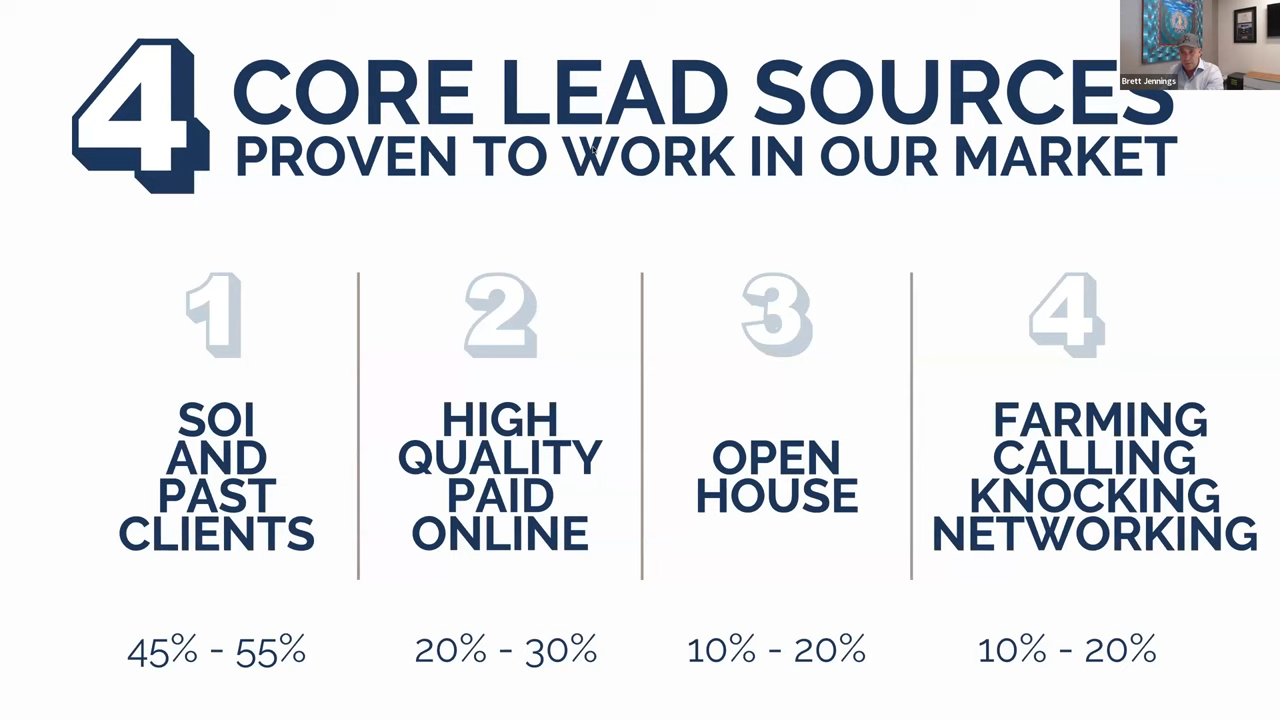 4 CORE LEAD SOURCES
PROVEN TO WORK IN OUR MARKET
Brett Jennings
1
SOI
AND
PAST
CLIENTS
45% - 55%
2
HIGH
QUALITY
PAID
ONLINE
20% - 30%
3
OPEN
HOUSE
10% - 20%
4
FARMING
CALLING
KNOCKING
NETWORKING
10% - 20%